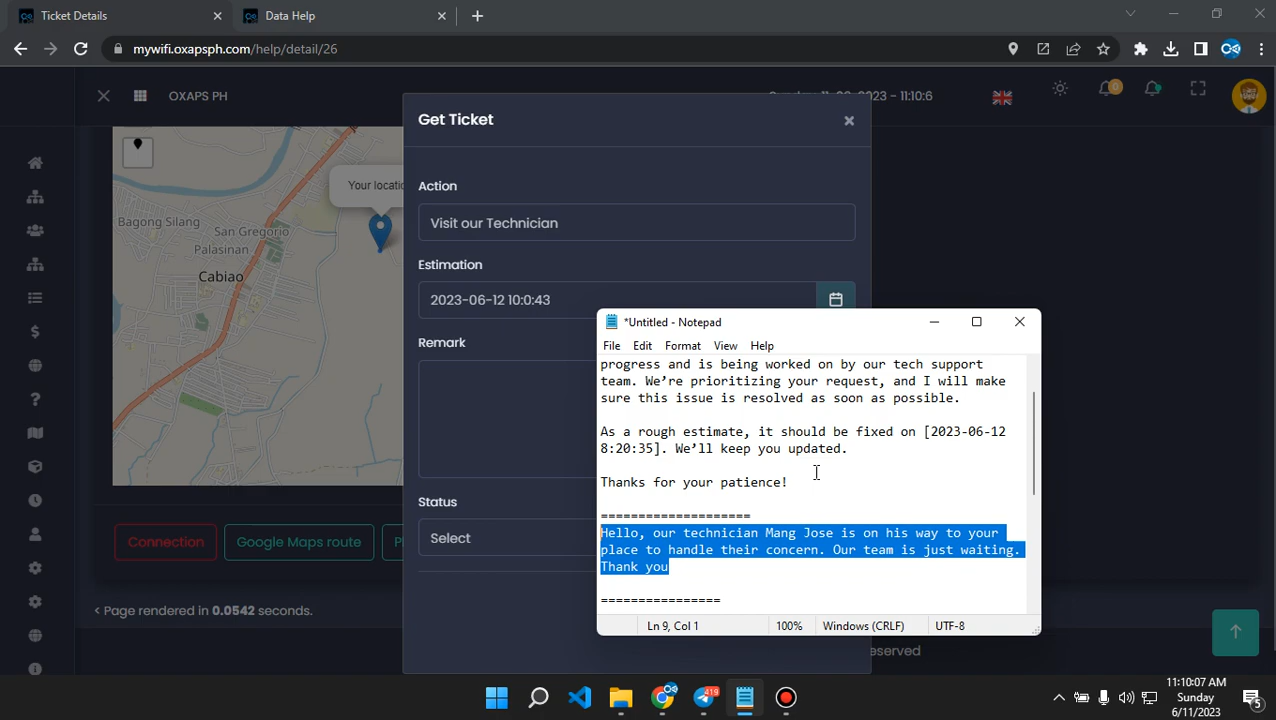 Ticket Details
Data Help
mywifi.oxapsph.com/help/detail/26
OXAPS PH
0
Get Ticket
Your locatio
Bagong Silang
San Gregorio
Palasinan
Cabiao
Action
Visit our Technician
Estimation
2023-06-12 10:0:43
Remark
Status
Select
Connection
Google Maps route
< Page rendered in 0.0542 seconds.
eserved
*Untitled - Notepad
File Edit Format View Help
progress and is being worked on by our tech support
team. We’re prioritizing your request, and I will make
sure this issue is resolved as soon as possible.
As a rough estimate, it should be fixed on [2023-06-12
8:20:35]. We’ll keep you updated.
Thanks for your patience!
====================
Hello, our technician Mang Jose is on his way to your
place to handle their concern. Our team is just waiting.
Thank you
================
Ln 9, Col 1
100%
Windows (CRLF)
UTF-8
419
11:10:07 AM
Sunday
6/11/2023
5